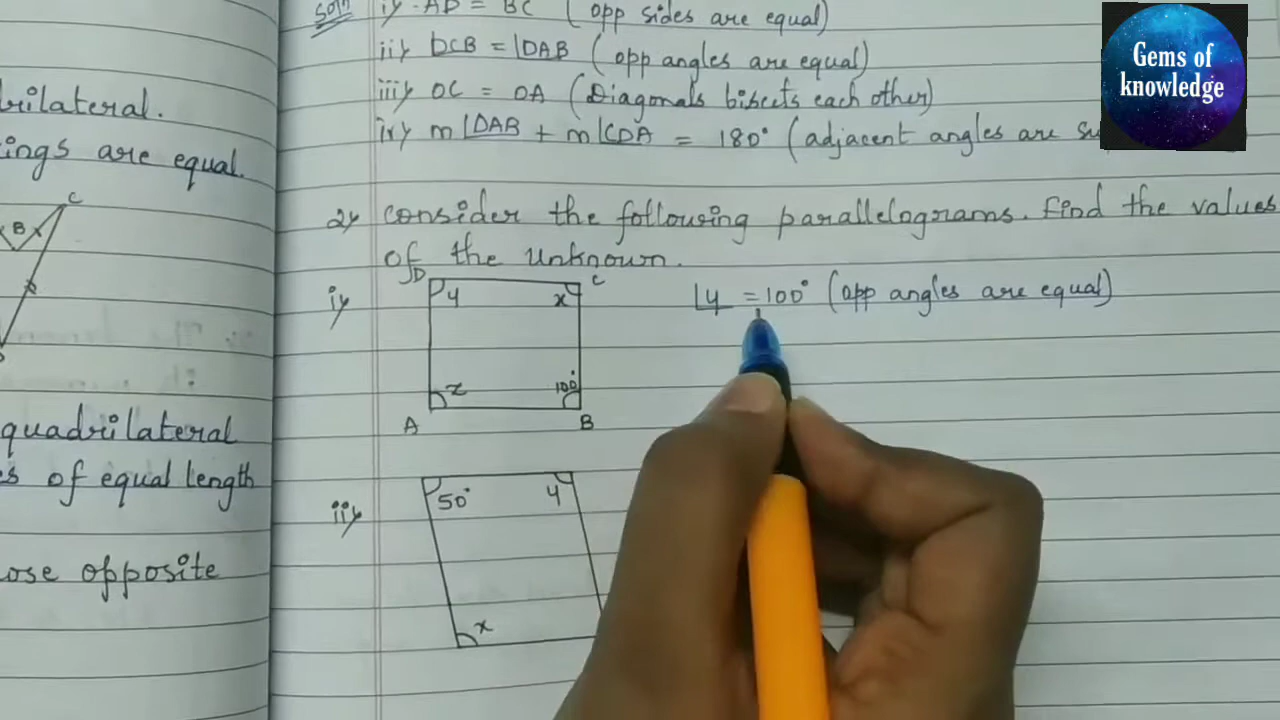 rilateral.
ings are equal.
C
B
quadrilateral
s of equal length
ose opposite
Soln i) AD = BC (opp sides are equal)
ii) DCB = ∠DAB (opp angles are equal)
iii) OC = OA (Diagonals bisects each other)
iv) m∠DAB + m∠CDA = 180° (adjacent angles are su
2) Consider the following parallelograms. Find the values
of the unknown.
i) D C
y x
z 100°
A B
∠y = 100° (opp angles are equal)
ii) 50° y
x
Gems of
knowledge